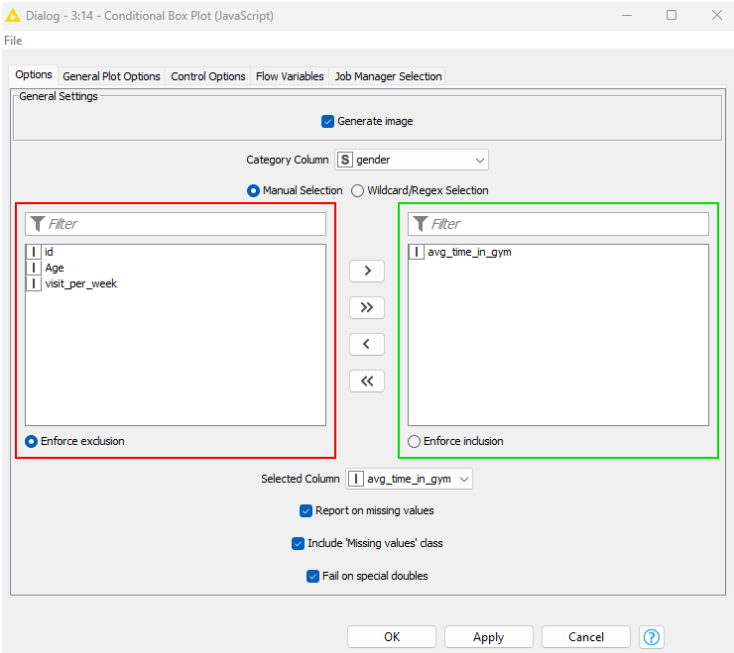 Dialog - 3:14 - Conditional Box Plot (JavaScript)
File
Options General Plot Options Control Options Flow Variables Job Manager Selection
General Settings
Generate image
Category Column S gender
Manual Selection Wildcard/Regex Selection
Filter
I id
I Age
I visit_per_week
Enforce exclusion
>
>>
<
<<
Filter
I avg_time_in_gym
Enforce inclusion
Selected Column I avg_time_in_gym
Report on missing values
Include 'Missing values' class
Fail on special doubles
OK Apply Cancel ?